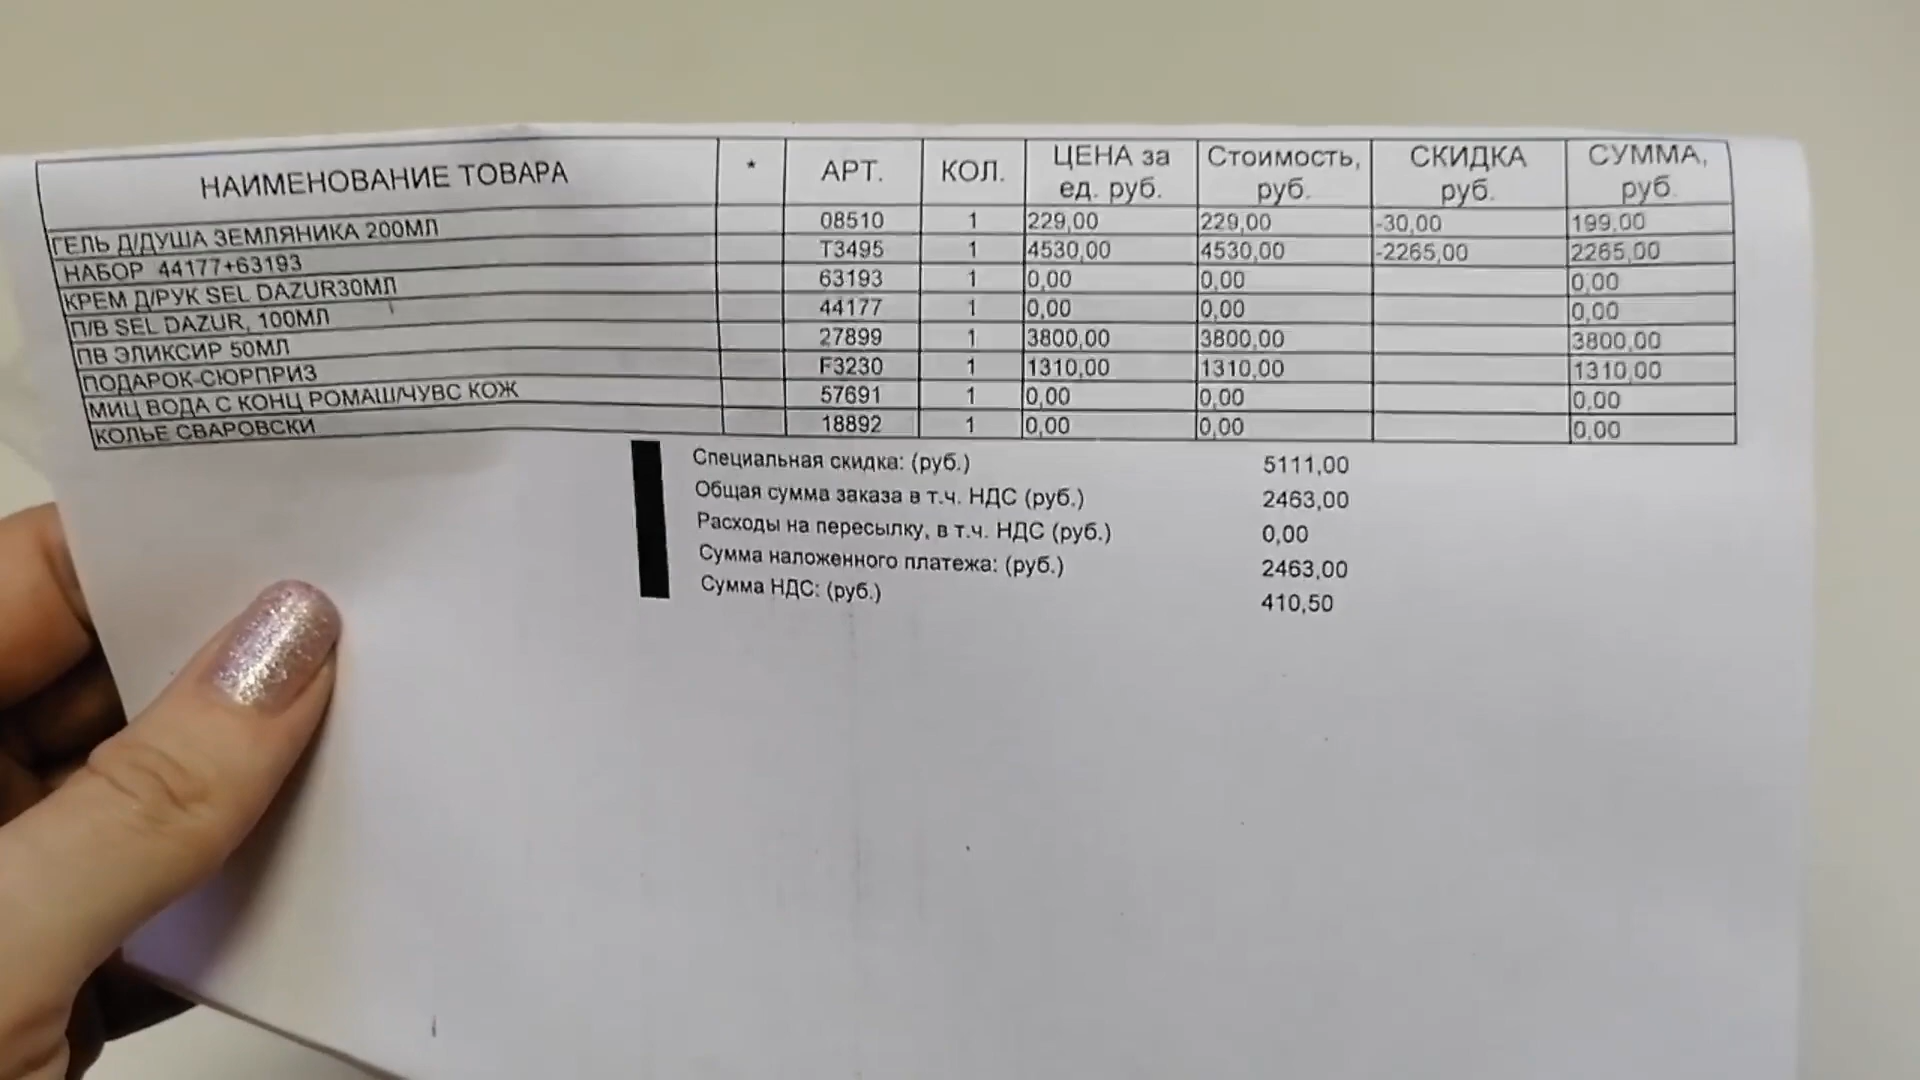 НАИМЕНОВАНИЕ ТОВАРА * АРТ. КОЛ. ЦЕНА за ед. руб. Стоимость, руб. СКИДКА руб. СУММА, руб.
ГЕЛЬ Д/ДУША ЗЕМЛЯНИКА 200МЛ 08510 1 229,00 229,00 -30,00 199,00
НАБОР 44177+63193 T3495 1 4530,00 4530,00 -2265,00 2265,00
КРЕМ Д/РУК SEL DAZUR30МЛ 63193 1 0,00 0,00 0,00
П/В SEL DAZUR, 100МЛ 44177 1 0,00 0,00 0,00
ПВ ЭЛИКСИР 50МЛ 27899 1 3800,00 3800,00 3800,00
ПОДАРОК-СЮРПРИЗ F3230 1 1310,00 1310,00 1310,00
МИЦ ВОДА С КОНЦ РОМАШ/ЧУВС КОЖ 57691 1 0,00 0,00 0,00
КОЛЬЕ СВАРОВСКИ 18892 1 0,00 0,00 0,00
Специальная скидка: (руб.) 5111,00
Общая сумма заказа в т.ч. НДС (руб.) 2463,00
Расходы на пересылку, в т.ч. НДС (руб.) 0,00
Сумма наложенного платежа: (руб.) 2463,00
Сумма НДС: (руб.) 410,50